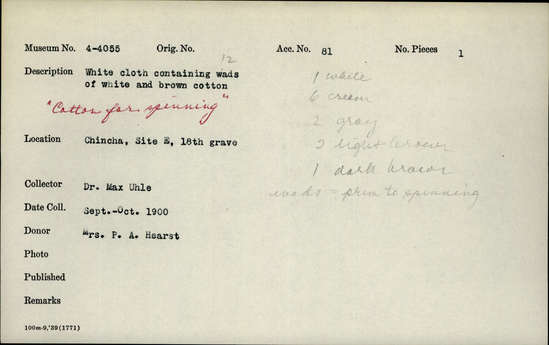 Museum No. 4-4055 Orig. No. Acc. No. 81 No. Pieces 1
12
Description White cloth containing wads
of white and brown cotton
"Cotton for spinning"
Location Chincha, Site E, 18th grave
Collector Dr. Max Uhle
Date Coll. Sept.-Oct. 1900
Donor Mrs. P. A. Hearst
Photo
Published
Remarks
100m-9,'39(1771)
1 white
6 cream
2 gray
light brown
1 dark brown
prior to spinning